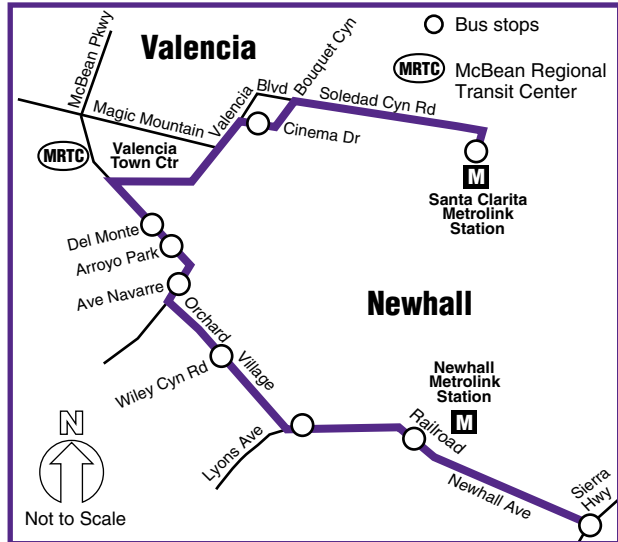 Valencia
Bus stops
MRTC
McBean Regional
Transit Center
McBean Pkwy
Magic Mountain
Valencia
Blvd
Bouquet Cyn
Soledad Cyn Rd
Cinema Dr
MRTC
Valencia
Town Ctr
M
Santa Clarita
Metrolink
Station
Del Monte
Arroyo Park
Ave Navarre
Orchard
Village
Wiley Cyn Rd
Newhall
Newhall
Metrolink
Station
M
Lyons Ave
Railroad
Newhall Ave
Sierra
Hwy
N
Not to Scale